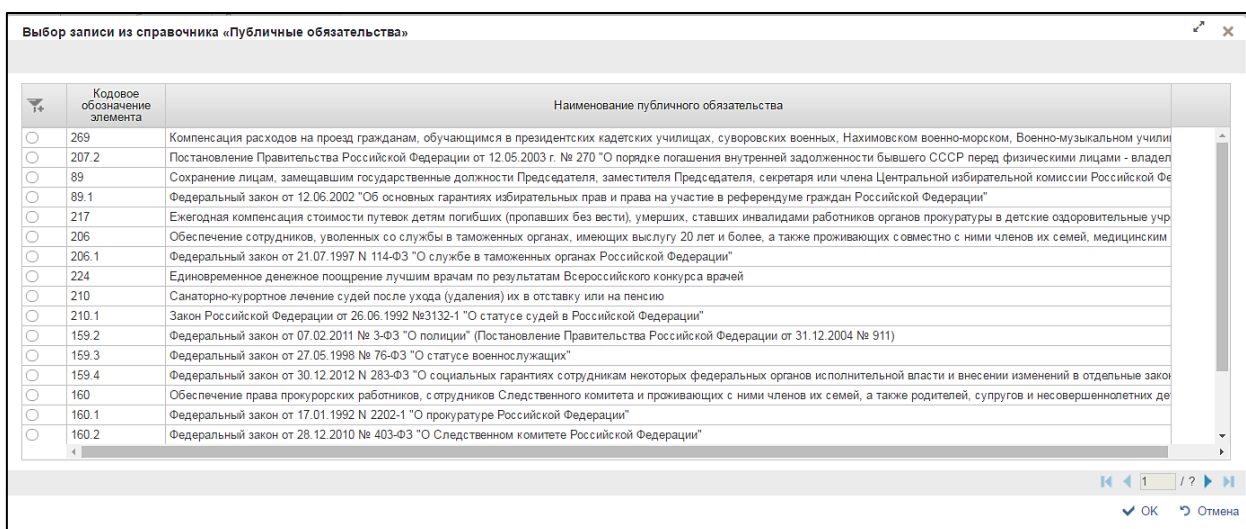 Выбор записи из справочника «Публичные обязательства»
Кодовое
обозначение
элемента
Наименование публичного обязательства
269 Компенсация расходов на проезд гражданам, обучающимся в президентских кадетских училищах, суворовских военных, Нахимовском военно-морском, Военно-музыкальном
207.2 Постановление Правительства Российской Федерации от 12.05.2003 г. № 270 "О порядке погашения внутренней задолженности бывшего СССР перед физическими лицами -
89 Сохранение лицам, замещавшим государственные должности Председателя, заместителя Председателя, секретаря или члена Центральной избирательной комиссии Российской
89.1 Федеральный закон от 12.06.2002 "Об основных гарантиях избирательных прав и права на участие в референдуме граждан Российской Федерации"
217 Ежегодная компенсация стоимости путевок детям погибших (пропавших без вести), умерших, ставших инвалидами работников органов прокуратуры в детские оздоровительные
206 Обеспечение сотрудников, уволенных со службы в таможенных органах, имеющих выслугу 20 лет и более, а также проживающих совместно с ними членов их семей, медицинским
206.1 Федеральный закон от 21.07.1997 N 114-ФЗ "О службе в таможенных органах Российской Федерации"
224 Единовременное денежное поощрение лучшим врачам по результатам Всероссийского конкурса врачей
210 Санаторно-курортное лечение судей после ухода (удаления) их в отставку или на пенсию
210.1 Закон Российской Федерации от 26.06.1992 №3132-1 "О статусе судей в Российской Федерации"
159.2 Федеральный закон от 07.02.2011 № 3-ФЗ "О полиции" (Постановление Правительства Российской Федерации от 31.12.2004 № 911)
159.3 Федеральный закон от 27.05.1998 № 76-ФЗ "О статусе военнослужащих"
159.4 Федеральный закон от 30.12.2012 N 283-ФЗ "О социальных гарантиях сотрудникам некоторых федеральных органов исполнительной власти и внесении изменений в отдельные
160 Обеспечение права прокурорских работников, сотрудников Следственного комитета и проживающих с ними членов их семей, а также родителей, супругов и несовершеннолетних
160.1 Федеральный закон от 17.01.1992 N 2202-1 "О прокуратуре Российской Федерации"
160.2 Федеральный закон от 28.12.2010 № 403-ФЗ "О Следственном комитете Российской Федерации"
1 / ?
OK Отмена